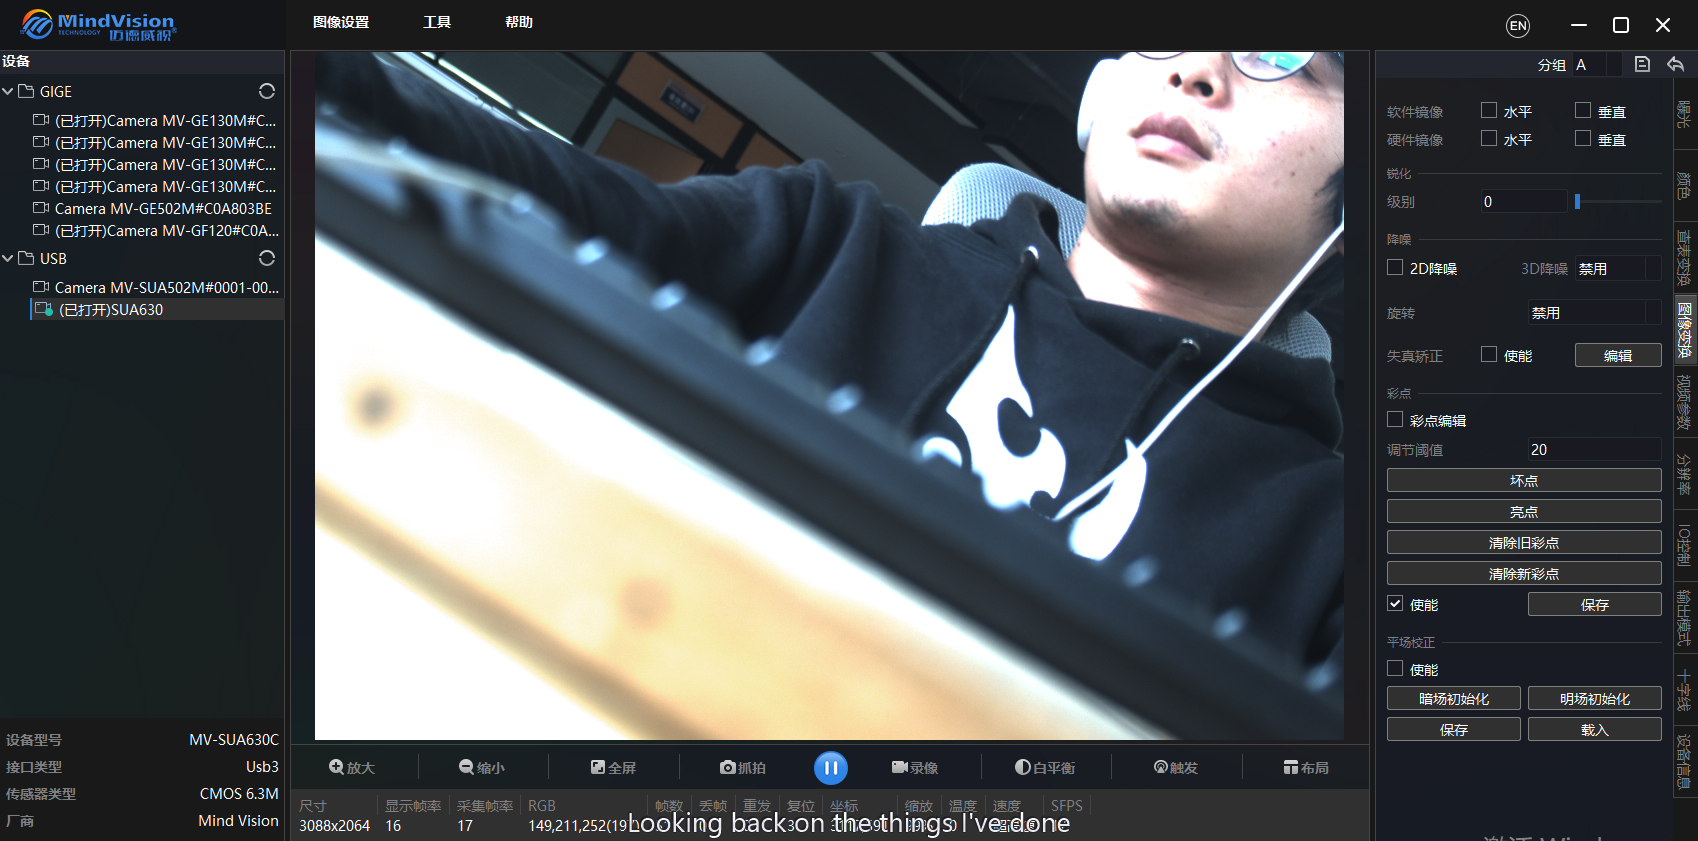 MindVision
TECHNOLOGY 迈德威视
图像设置 工具 帮助
EN
设备
GIGE
(已打开)Camera MV-GE130M#C...
(已打开)Camera MV-GE130M#C...
(已打开)Camera MV-GE130M#C...
(已打开)Camera MV-GE130M#C...
Camera MV-GE502M#C0A803BE
(已打开)Camera MV-GF120#C0A...
USB
Camera MV-SUA502M#0001-00...
(已打开)SUA630
设备型号 MV-SUA630C
接口类型 Usb3
传感器类型 CMOS 6.3M
厂商 Mind Vision
放大 缩小 全屏 抓拍 录像 白平衡 触发 布局
尺寸 显示帧率 采集帧率 RGB 帧数 丢帧 重发 复位 坐标 缩放 温度 速度 SFPS
3088x2064 16 17 149,211,252(197)
Looking back on the things I've done
分组 A
软件镜像 水平 垂直
硬件镜像 水平 垂直
锐化
级别 0
降噪
2D降噪 3D降噪 禁用
旋转 禁用
失真矫正 使能 编辑
彩点
彩点编辑
调节阈值 20
坏点
亮点
清除旧彩点
清除新彩点
使能 保存
平场校正
使能
暗场初始化 明场初始化
保存 载入
曝光
颜色
查表变换
图像变换
视频参数
分辨率
IO控制
输出模式
十字线
设备信息